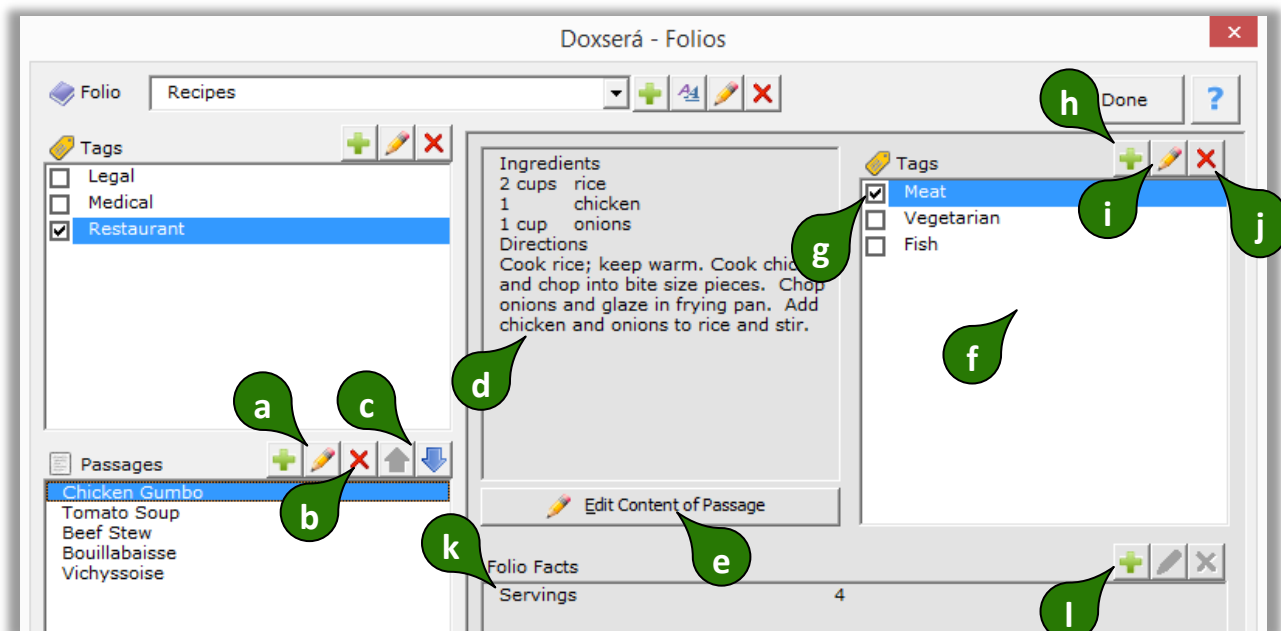 Doxserá - Folios
Folio
Recipes
Done
?
h
Tags
Legal
Medical
Restaurant
Ingredients
2 cups rice
1 chicken
1 cup onions
Directions
Cook rice; keep warm. Cook
and chop into bite size pieces. Chop
onions and glaze in frying pan. Add
chicken and onions to rice and stir.
Tags
Meat
Vegetarian
Fish
g
i
j
f
d
a
c
Passages
b
Chicken Gumbo
Tomato Soup
Beef Stew
Bouillabaisse
Vichyssoise
Edit Content of Passage
e
k
Folio Facts
Servings 4
l